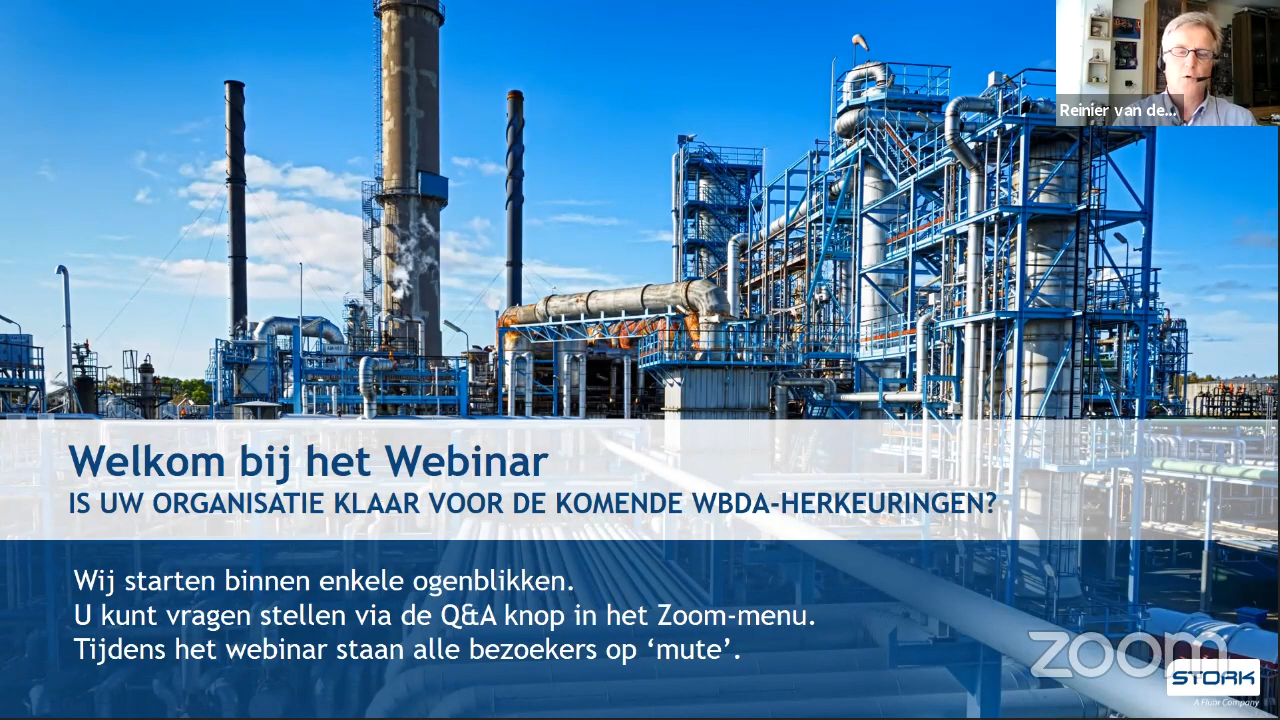 Reinier van de...
Welkom bij het Webinar
IS UW ORGANISATIE KLAAR VOOR DE KOMENDE WBDA-HERKEURINGEN?
Wij starten binnen enkele ogenblikken.
U kunt vragen stellen via de Q&A knop in het Zoom-menu.
Tijdens het webinar staan alle bezoekers op ‘mute’.
zoom
STORK
A Fluor Company